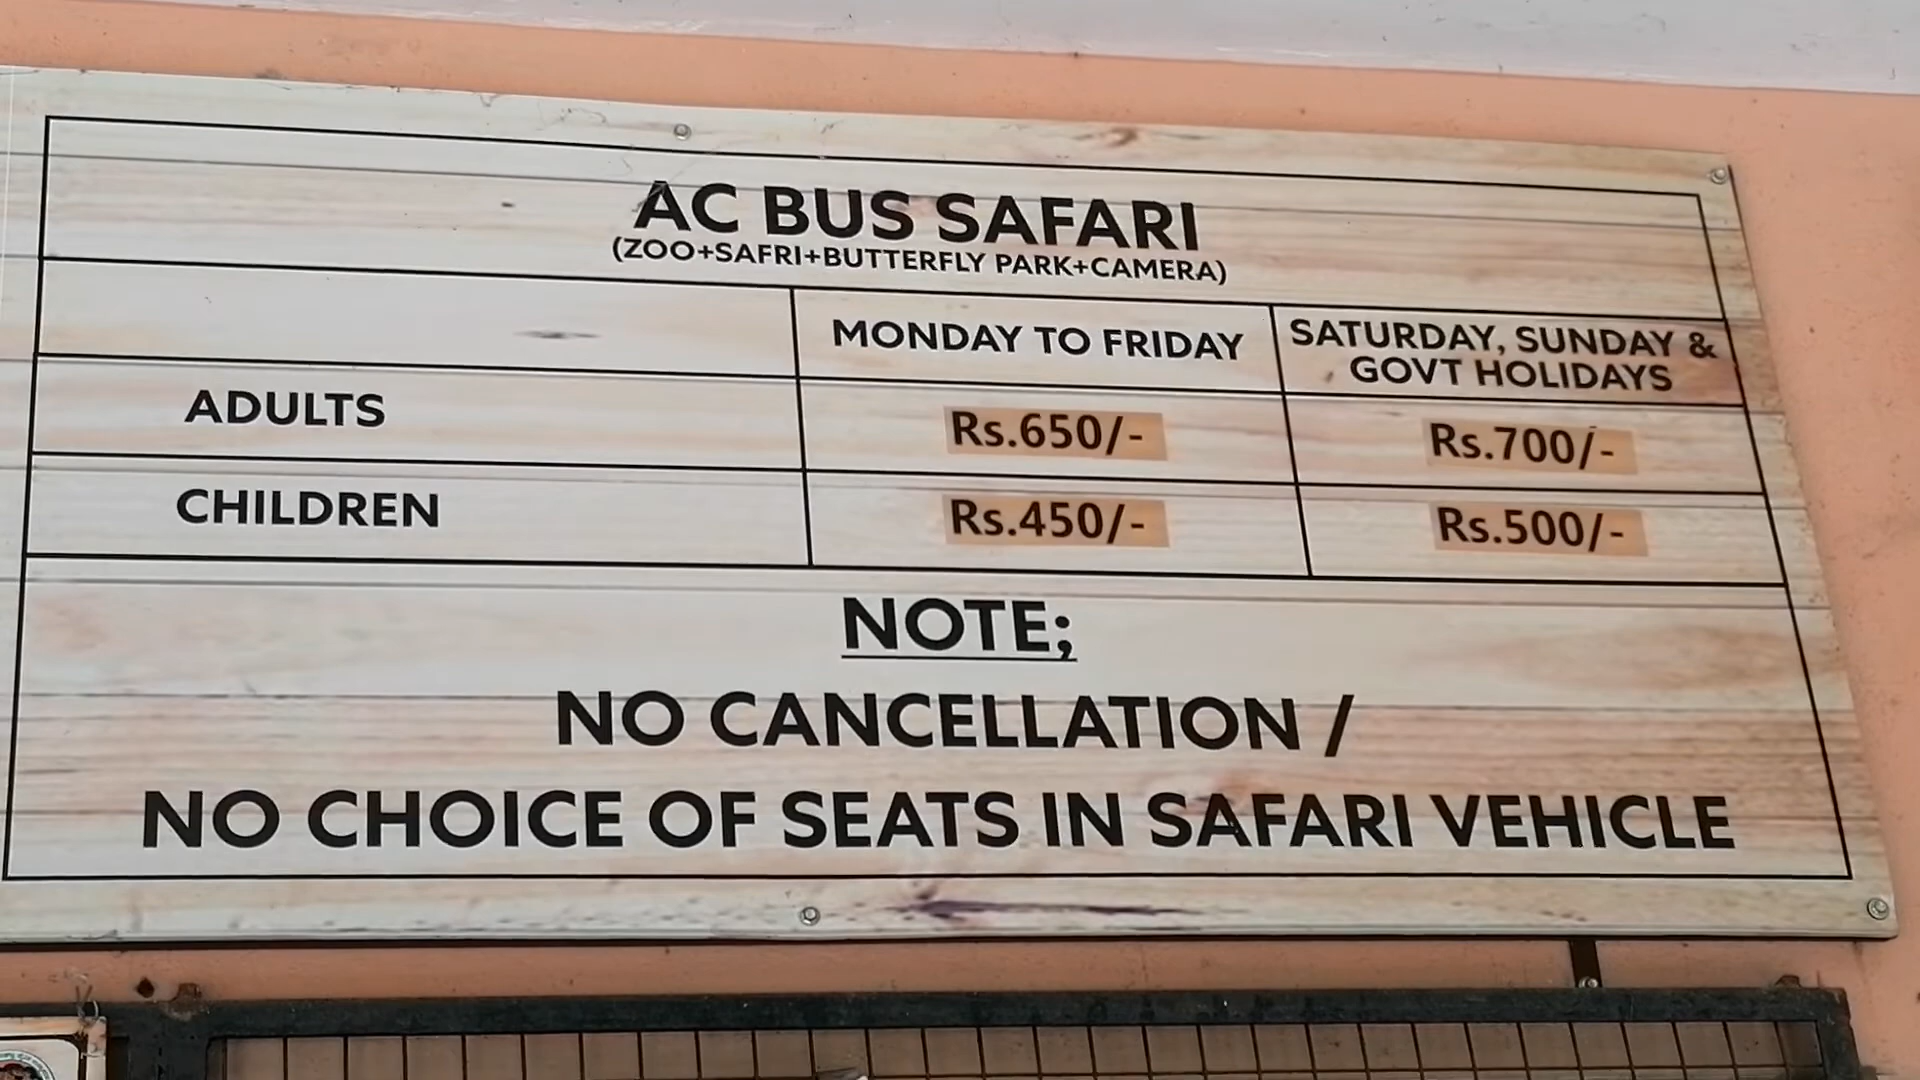 AC BUS SAFARI
(ZOO+SAFRI+BUTTERFLY PARK+CAMERA)
MONDAY TO FRIDAY
SATURDAY, SUNDAY &
GOVT HOLIDAYS
ADULTS Rs.650/- Rs.700/-
CHILDREN Rs.450/- Rs.500/-
NOTE;
NO CANCELLATION /
NO CHOICE OF SEATS IN SAFARI VEHICLE